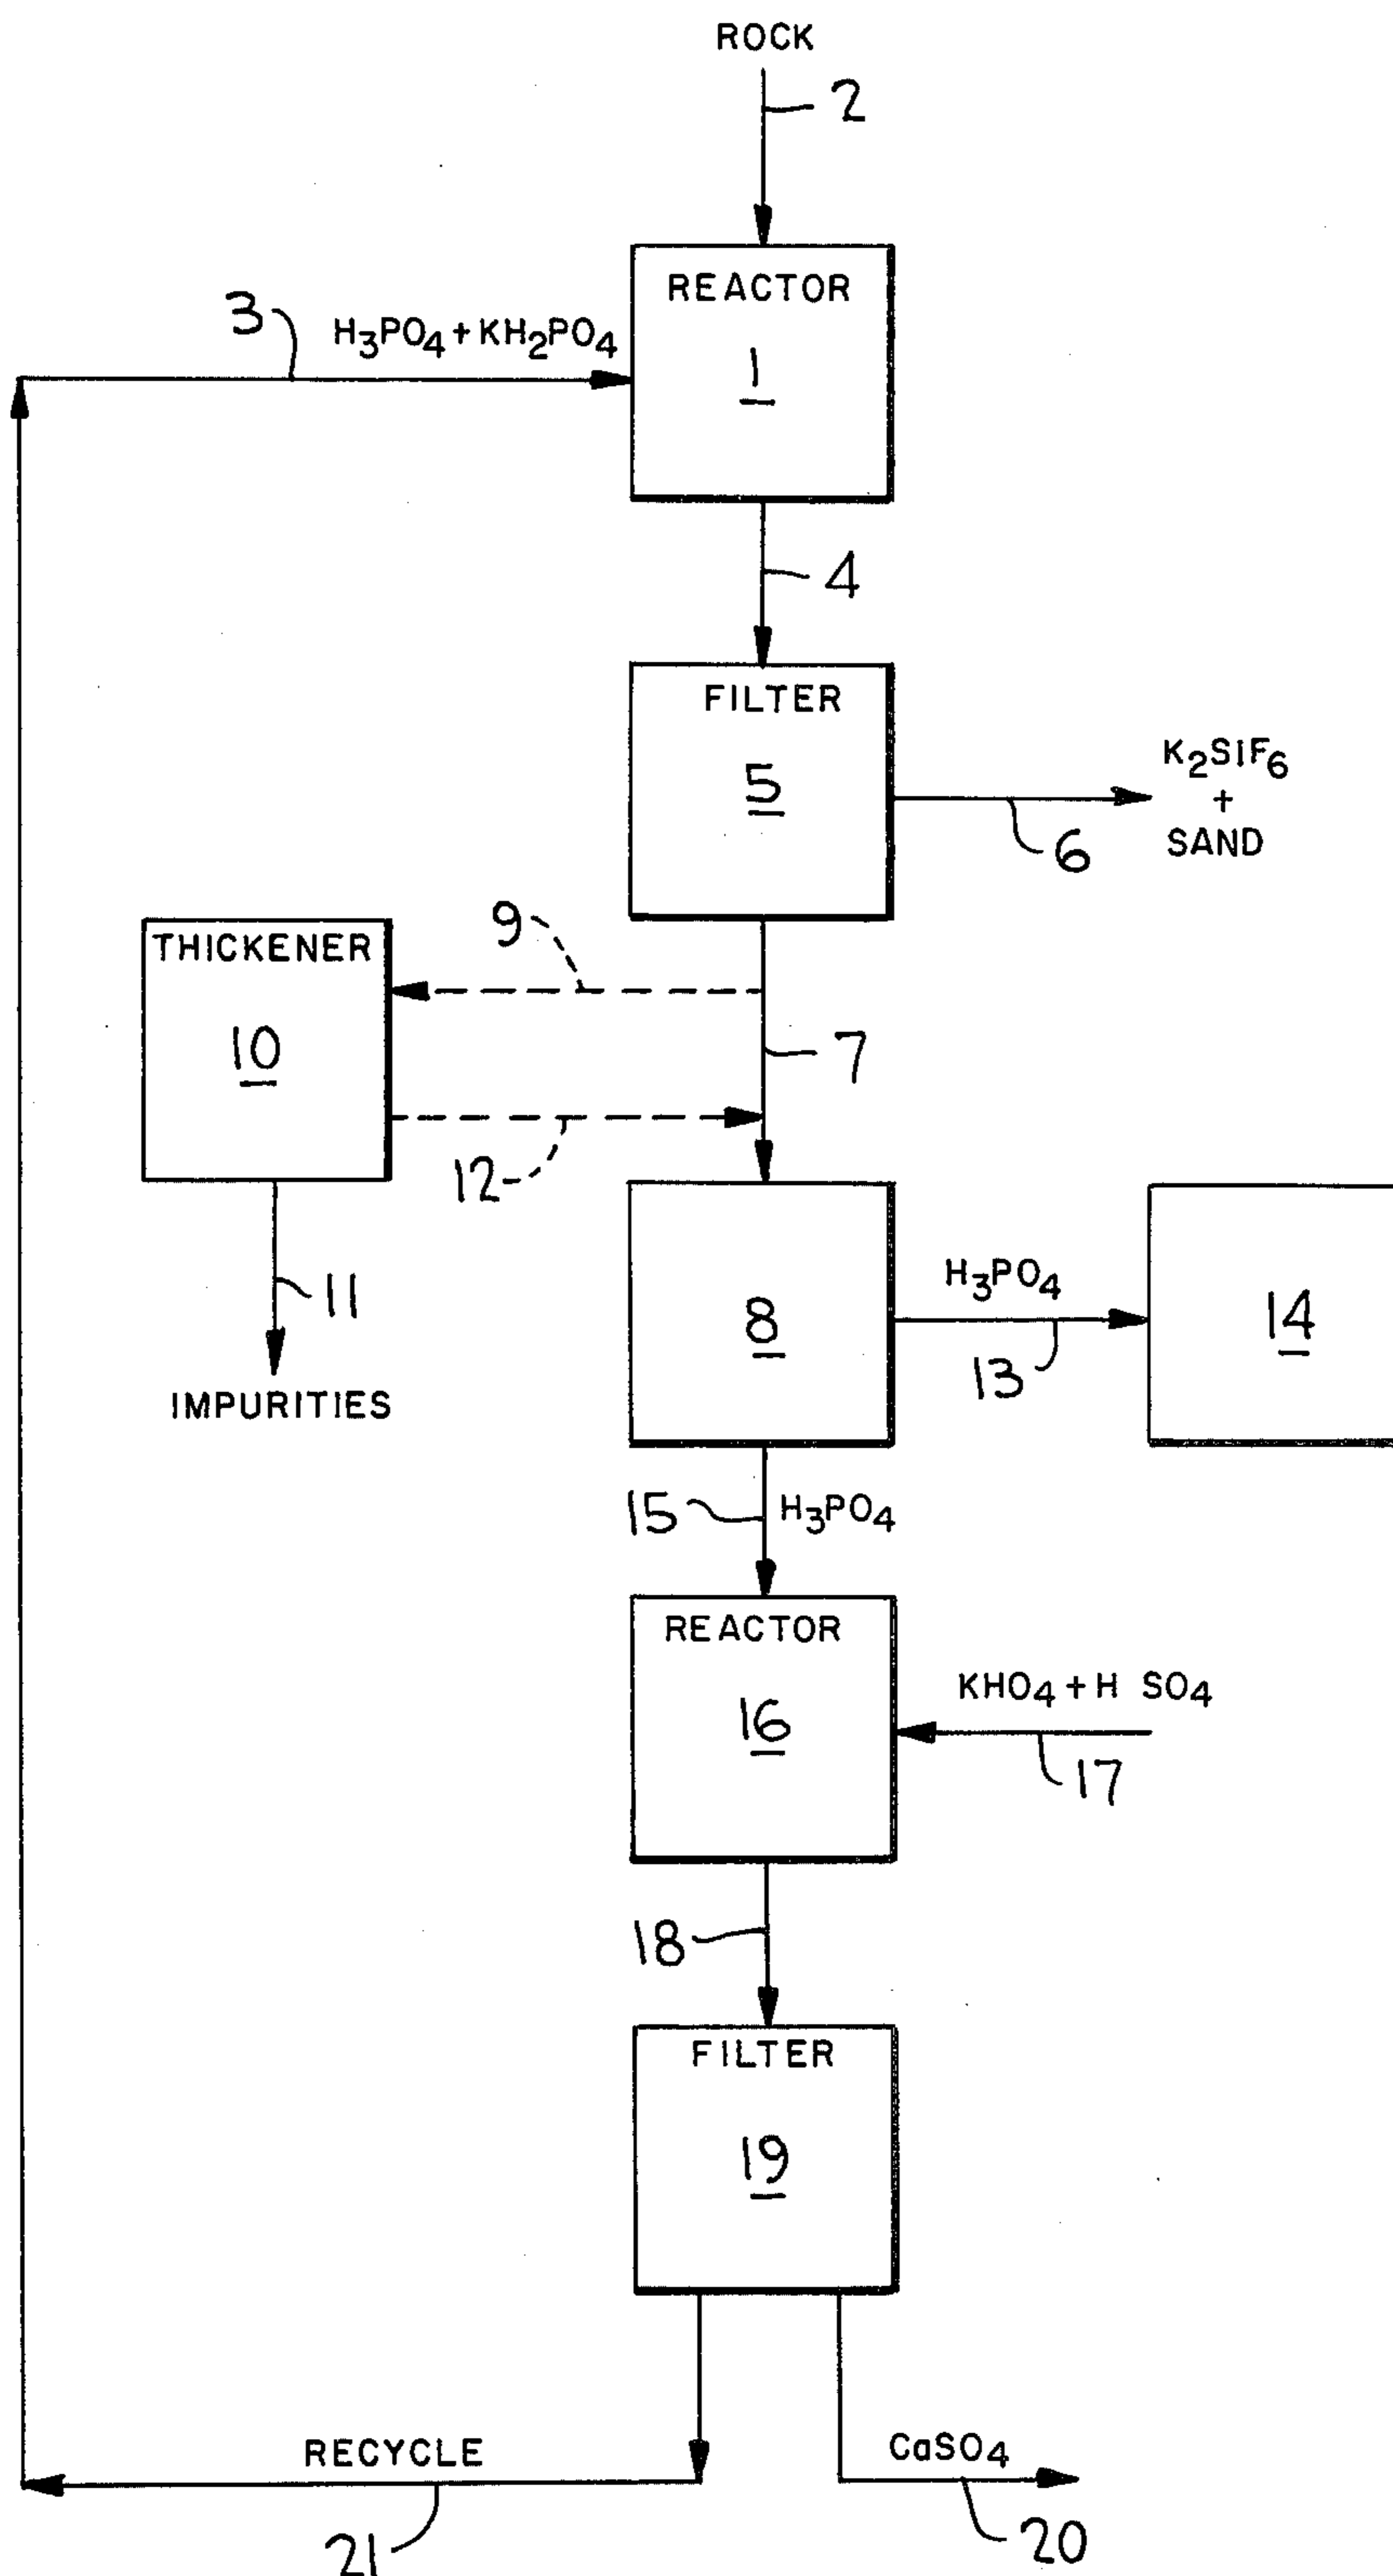 ROCK
2
REACTOR
1
3
H₃PO₄ + KH₂PO₄
4
FILTER
5
K₂SiF₆
+
SAND
6
9
THICKENER
10
7
12
11
IMPURITIES
8
H₃PO₄
13
14
15
H₃PO₄
REACTOR
16
KHO₄ + H SO₄
17
18
FILTER
19
RECYCLE
21
CaSO₄
20